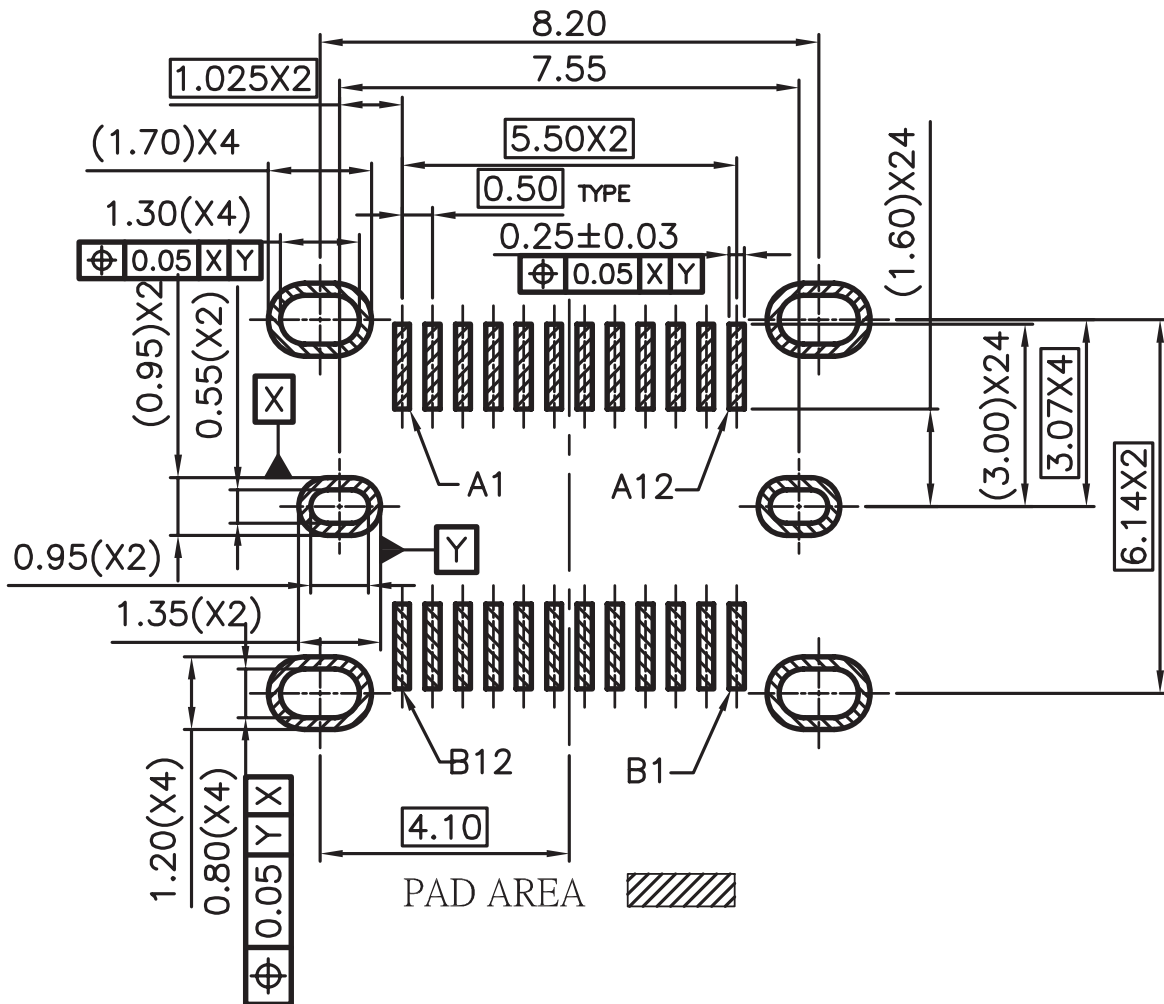 8.20
7.55
1.025X2
(1.70)X4
5.50X2
0.50 TYPE
1.30(X4)
0.25±0.03
⌖ 0.05 X Y
⌖ 0.05 X Y
(1.60)X24
(0.95)X2
0.55(X2)
X
(3.00)X24
3.07X4
6.14X2
A1
A12
Y
0.95(X2)
1.35(X2)
B12
B1
1.20(X4)
0.80(X4)
⌖ 0.05 Y X
4.10
PAD AREA